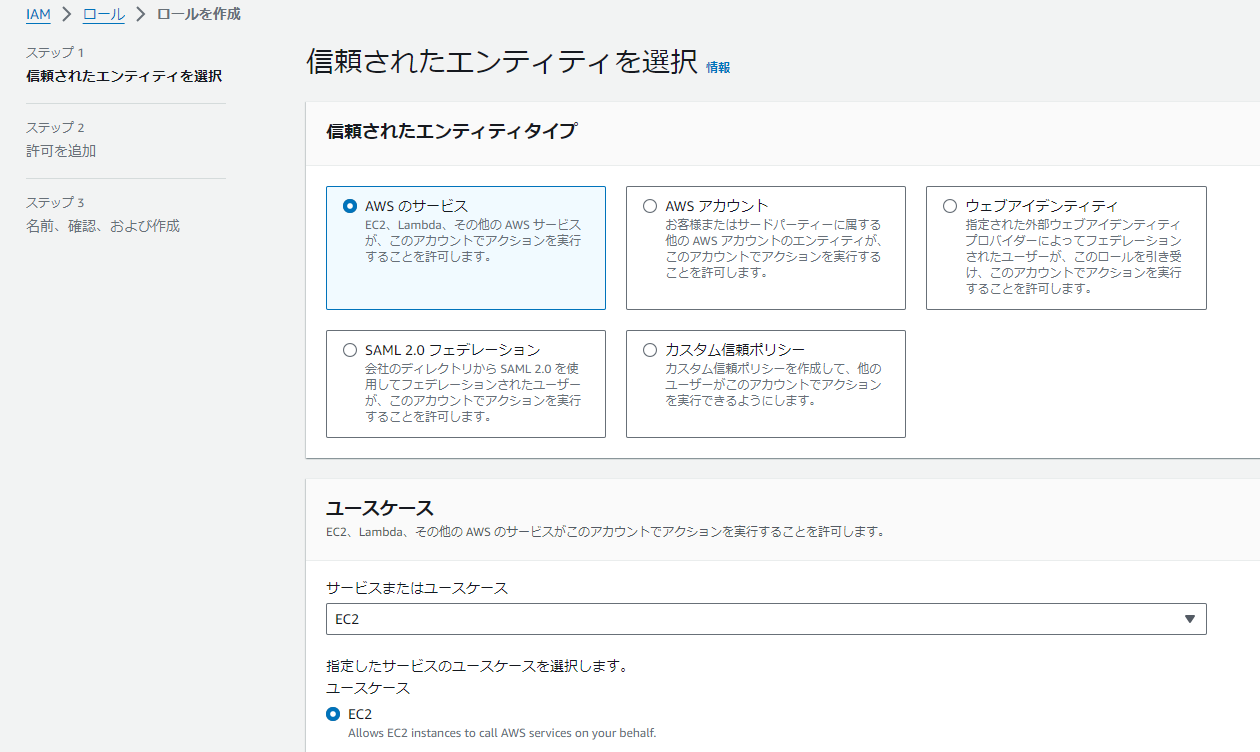 IAM > ロール > ロールを作成
ステップ 1
信頼されたエンティティを選択
ステップ 2
許可を追加
ステップ 3
名前、確認、および作成
信頼されたエンティティを選択 情報
信頼されたエンティティタイプ
AWS のサービス
EC2、Lambda、その他の AWS サービス
が、このアカウントでアクションを実行
することを許可します。
AWS アカウント
お客様またはサードパーティーに属する
他の AWS アカウントのエンティティが、
このアカウントでアクションを実行する
ことを許可します。
ウェブアイデンティティ
指定された外部ウェブアイデンティティ
プロバイダーによってフェデレーション
されたユーザーが、このロールを引き受
け、このアカウントでアクションを実行
することを許可します。
SAML 2.0 フェデレーション
会社のディレクトリから SAML 2.0 を使
用してフェデレーションされたユーザー
が、このアカウントでアクションを実行
することを許可します。
カスタム信頼ポリシー
カスタム信頼ポリシーを作成して、他の
ユーザーがこのアカウントでアクション
を実行できるようにします。
ユースケース
EC2、Lambda、その他の AWS のサービスがこのアカウントでアクションを実行することを許可します。
サービスまたはユースケース
EC2
指定したサービスのユースケースを選択します。
ユースケース
EC2
Allows EC2 instances to call AWS services on your behalf.